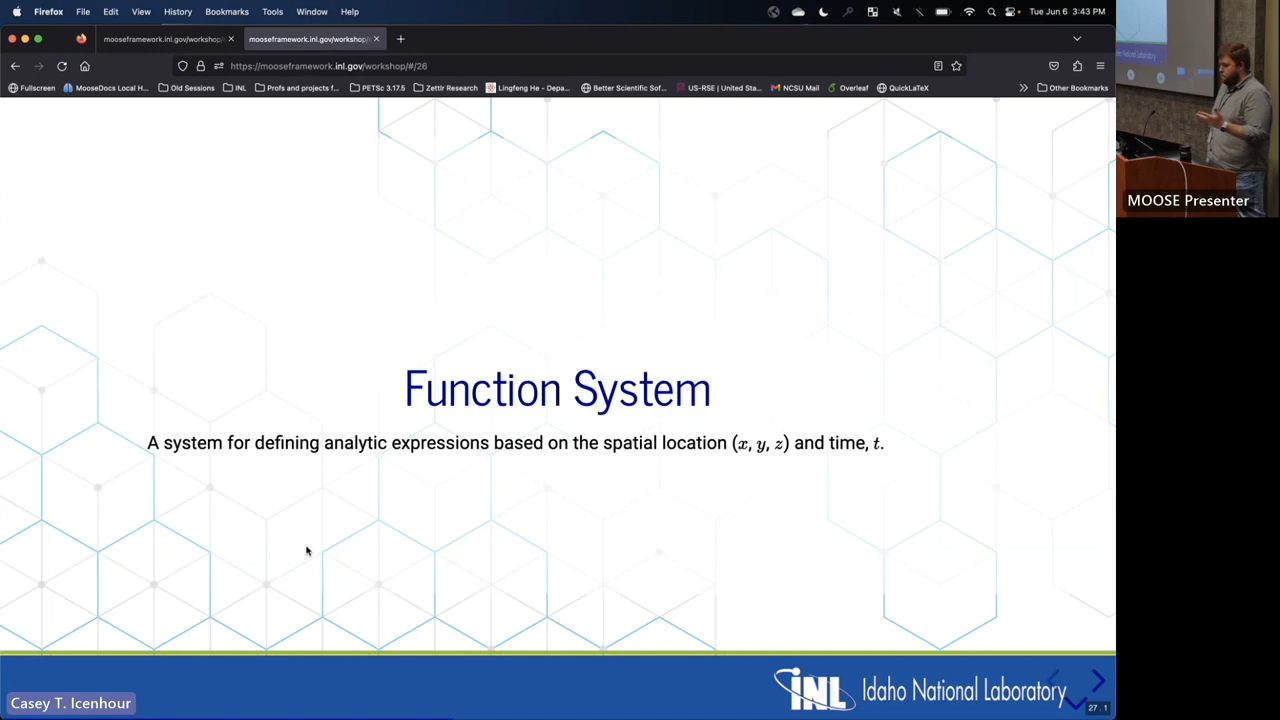 Firefox File Edit View History Bookmarks Tools Window Help
Tue Jun 6 3:43 PM
mooseframework.inl.gov/workshop/
mooseframework.inl.gov/workshop/
https://mooseframework.inl.gov/workshop/#/26
Fullscreen
MooseDocs Local H...
Old Sessions
INL
Profs and projects f...
PETSc 3.17.5
Zettlr Research
Lingfeng He - Depa...
Better Scientific Sof...
US-RSE | United Sta...
NCSU Mail
Overleaf
QuickLaTeX
Other Bookmarks
Function System
A system for defining analytic expressions based on the spatial location (x, y, z) and time, t.
MOOSE Presenter
Casey T. Icenhour
INL Idaho National Laboratory
27.1